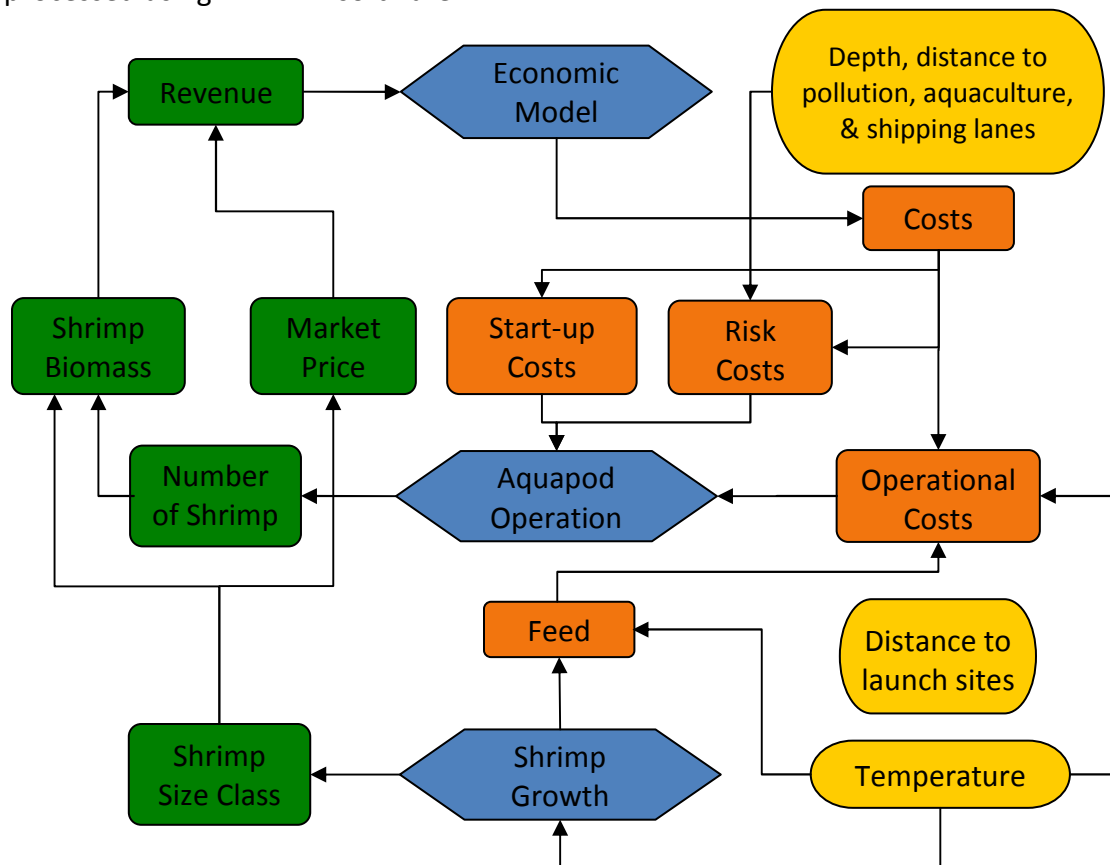 processed using
Economic
Model
Revenue
Depth, distance to
pollution, aquaculture,
& shipping lanes
Costs
Shrimp
Biomass
Market
Price
Start-up
Costs
Risk
Costs
Number
of Shrimp
Aquapod
Operation
Operational
Costs
Feed
Distance to
launch sites
Shrimp
Size Class
Shrimp
Growth
Temperature